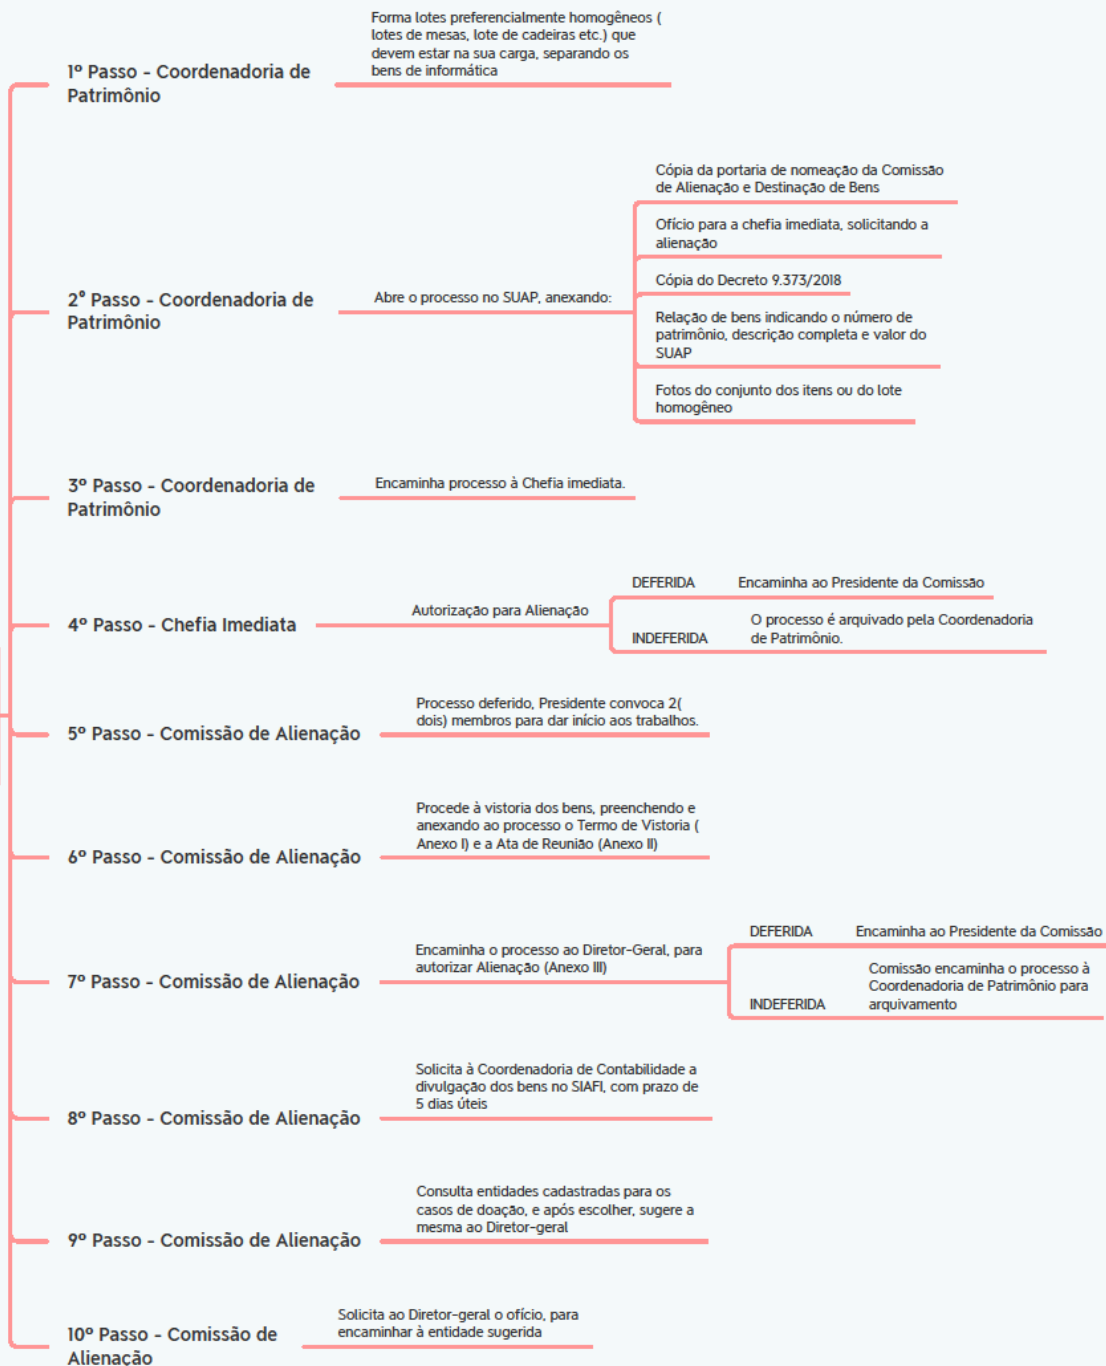 Forma lotes preferencialmente homogêneos (
lotes de mesas, lote de cadeiras etc.) que
devem estar na sua carga, separando os
bens de informática
1º Passo - Coordenadoria de
Patrimônio
Cópia da portaria de nomeação da Comissão
de Alienação e Destinação de Bens
Ofício para a chefia imediata, solicitando a
alienação
Cópia do Decreto 9.373/2018
2° Passo - Coordenadoria de
Patrimônio
Abre o processo no SUAP, anexando:
Relação de bens indicando o número de
patrimônio, descrição completa e valor do
SUAP
Fotos do conjunto dos itens ou do lote
homogêneo
3º Passo - Coordenadoria de
Patrimônio
Encaminha processo à Chefia imediata.
4º Passo - Chefia Imediata
Autorização para Alienação
DEFERIDA
Encaminha ao Presidente da Comissão
INDEFERIDA
O processo é arquivado pela Coordenadoria
de Patrimônio.
5º Passo - Comissão de Alienação
Processo deferido, Presidente convoca 2(
dois) membros para dar início aos trabalhos.
6º Passo - Comissão de Alienação
Procede à vistoria dos bens, preenchendo e
anexando ao processo o Termo de Vistoria (
Anexo I) e a Ata de Reunião (Anexo II)
7º Passo - Comissão de Alienação
Encaminha o processo ao Diretor-Geral, para
autorizar Alienação (Anexo III)
DEFERIDA
Encaminha ao Presidente da Comissão
INDEFERIDA
Comissão encaminha o processo à
Coordenadoria de Patrimônio para
arquivamento
8º Passo - Comissão de Alienação
Solicita à Coordenadoria de Contabilidade a
divulgação dos bens no SIAFI, com prazo de
5 dias úteis
9º Passo - Comissão de Alienação
Consulta entidades cadastradas para os
casos de doação, e após escolher, sugere a
mesma ao Diretor-geral
10º Passo - Comissão de
Alienação
Solicita ao Diretor-geral o ofício, para
encaminhar à entidade sugerida